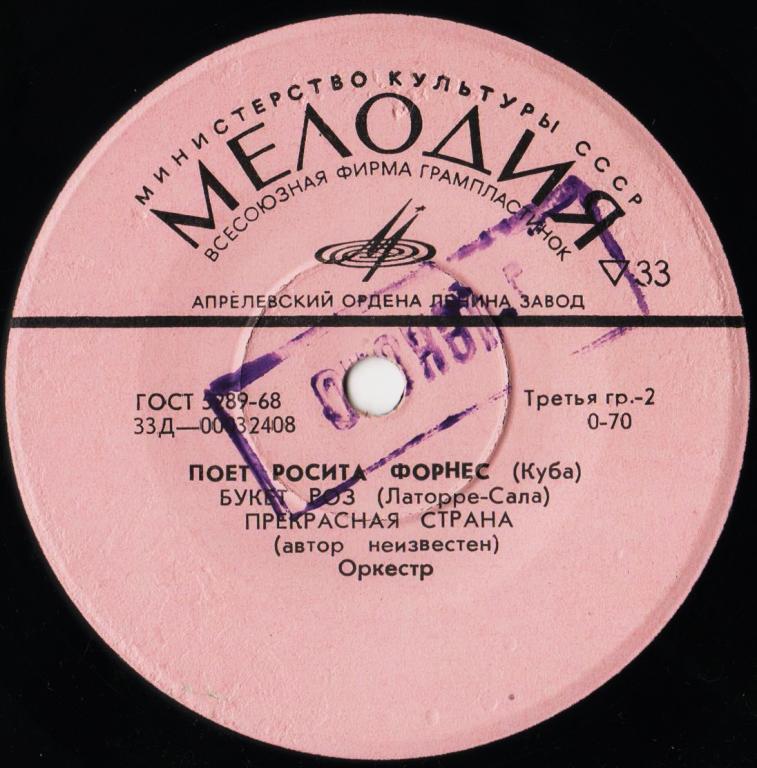 МИНИСТЕРСТВО КУЛЬТУРЫ СССР
МЕЛОДИЯ
ВСЕСОЮЗНАЯ ФИРМА ГРАМПЛАСТИНОК
▽33
АПРЕЛЕВСКИЙ ОРДЕНА ЛЕНИНА ЗАВОД
ГОСТ 5289-68
33Д—00032408
Третья гр.-2
0-70
ПОЕТ РОСИТА ФОРНЕС (Куба)
БУКЕТ РОЗ (Латорре-Сала)
ПРЕКРАСНАЯ СТРАНА
(автор неизвестен)
Оркестр